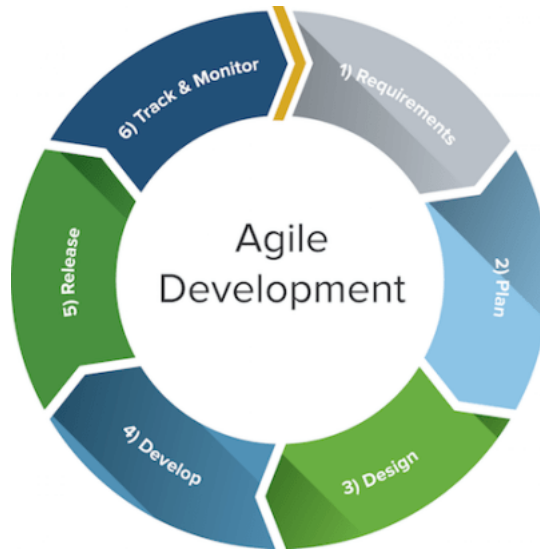 Agile
Development
1) Requirements
2) Plan
3) Design
4) Develop
5) Release
6) Track & Monitor